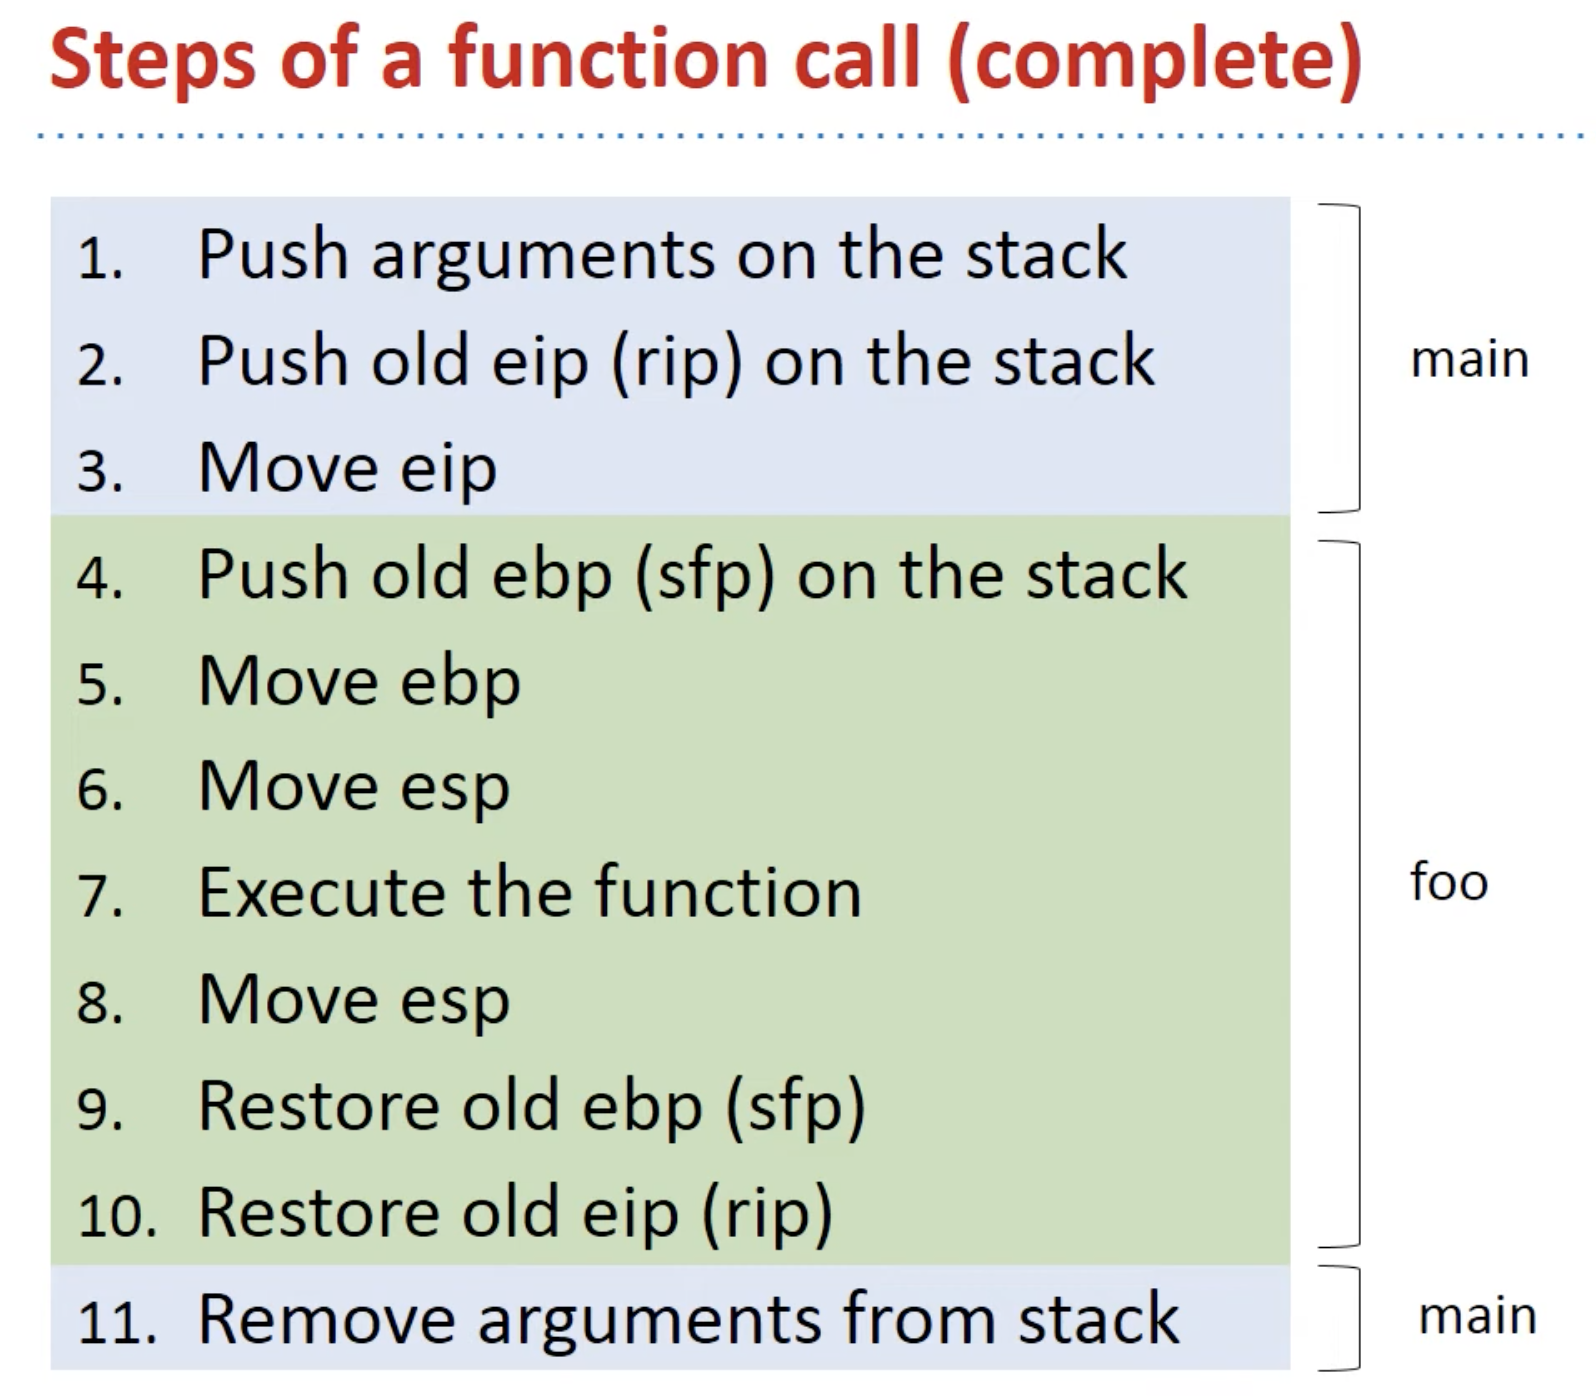 Steps of a function call (complete)
1. Push arguments on the stack
2. Push old eip (rip) on the stack
3. Move eip
main
4. Push old ebp (sfp) on the stack
5. Move ebp
6. Move esp
7. Execute the function
8. Move esp
9. Restore old ebp (sfp)
10. Restore old eip (rip)
foo
11. Remove arguments from stack
main